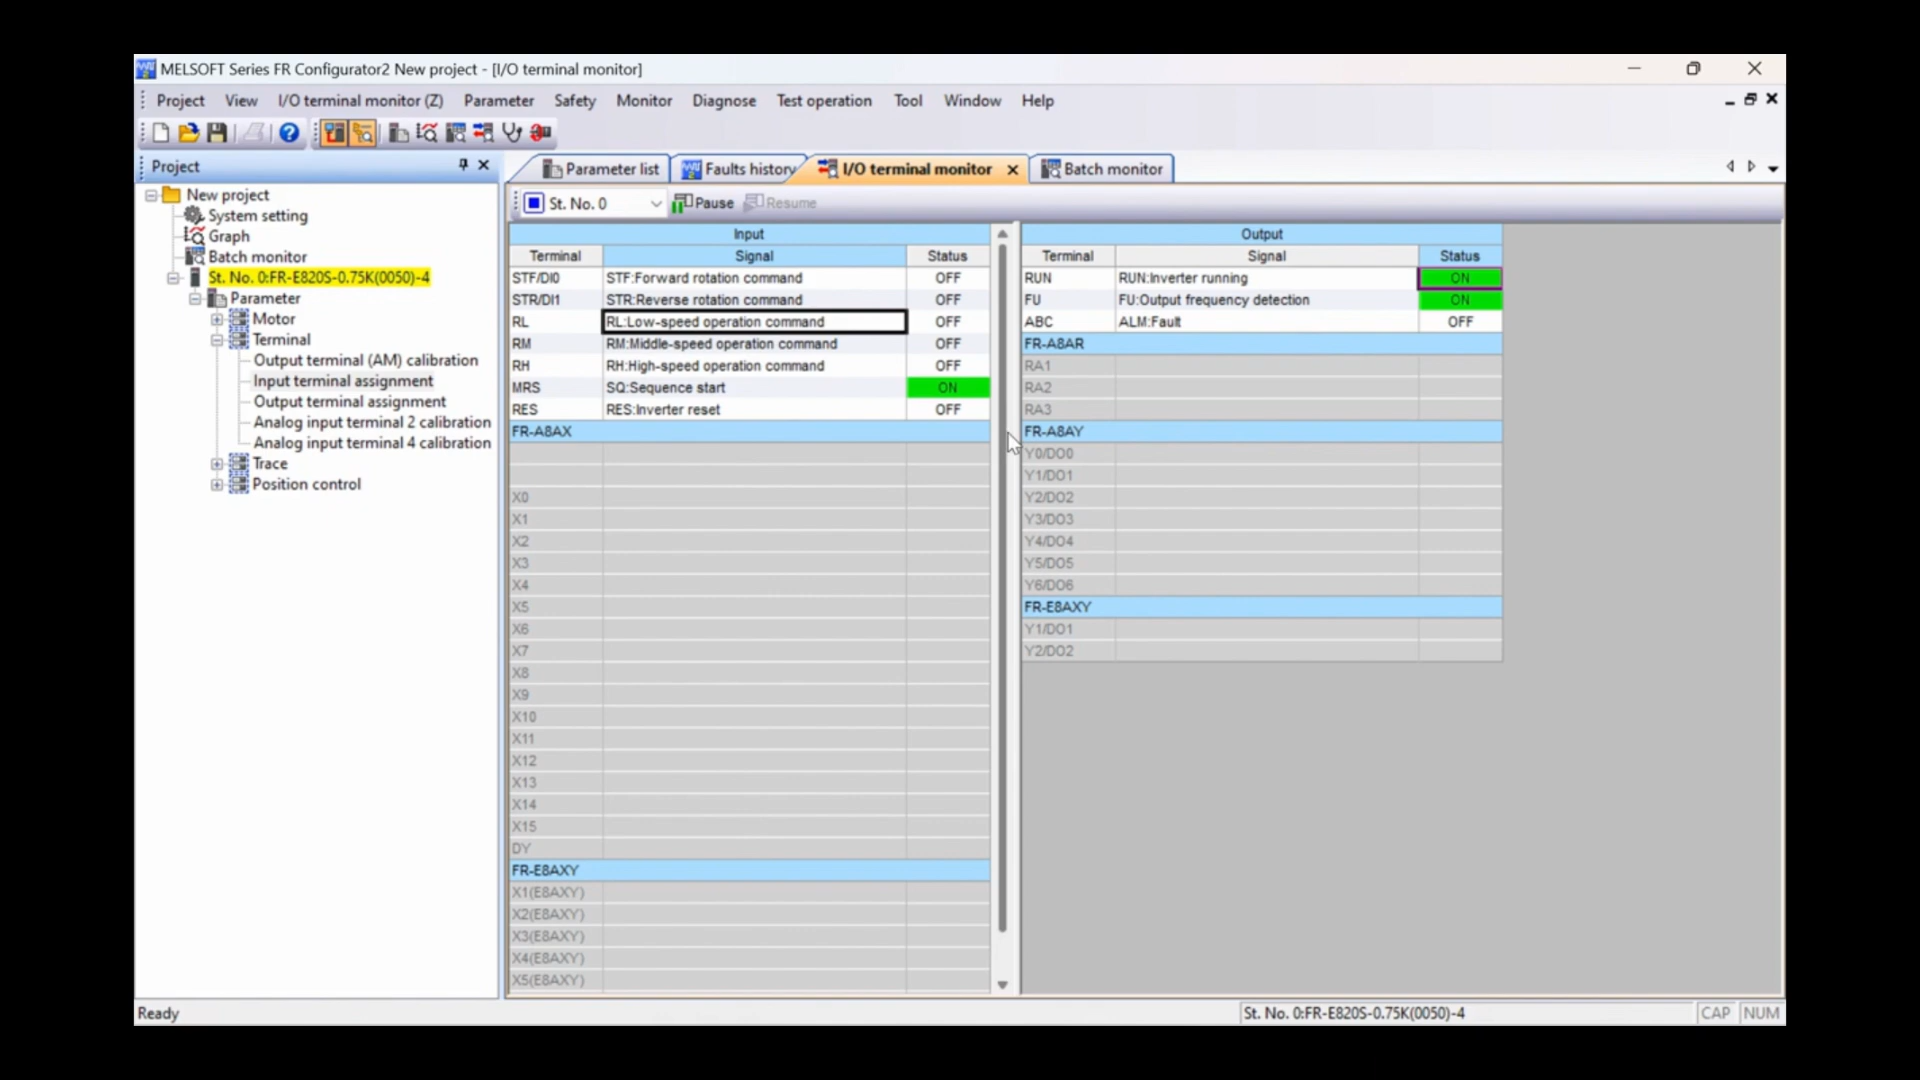 MELSOFT Series FR Configurator2 New project - [I/O terminal monitor]
Project View I/O terminal monitor (Z) Parameter Safety Monitor Diagnose Test operation Tool Window Help
Project
Parameter list Faults history I/O terminal monitor Batch monitor
St. No. 0 Pause Resume
New project
System setting
Graph
Batch monitor
St. No. 0:FR-E820S-0.75K(0050)-4
Parameter
Motor
Terminal
Output terminal (AM) calibration
Input terminal assignment
Output terminal assignment
Analog input terminal 2 calibration
Analog input terminal 4 calibration
Trace
Position control
Input
Terminal Signal Status
STF/DI0 STF:Forward rotation command OFF
STR/DI1 STR:Reverse rotation command OFF
RL RL:Low-speed operation command OFF
RM RM:Middle-speed operation command OFF
RH RH:High-speed operation command OFF
MRS SQ:Sequence start ON
RES RES:Inverter reset OFF
FR-A8AX
X0
X1
X2
X3
X4
X5
X6
X7
X8
X9
X10
X11
X12
X13
X14
X15
DY
FR-E8AXY
X1(E8AXY)
X2(E8AXY)
X3(E8AXY)
X4(E8AXY)
X5(E8AXY)
Output
Terminal Signal Status
RUN RUN:Inverter running ON
FU FU:Output frequency detection ON
ABC ALM:Fault OFF
FR-A8AR
RA1
RA2
RA3
FR-A8AY
Y0/DO0
Y1/DO1
Y2/DO2
Y3/DO3
Y4/DO4
Y5/DO5
Y6/DO6
FR-E8AXY
Y1/DO1
Y2/DO2
Ready St. No. 0:FR-E820S-0.75K(0050)-4 CAP NUM